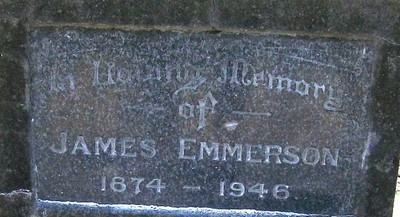 In Loving Memory
— of —
JAMES EMMERSON
1874 – 1946